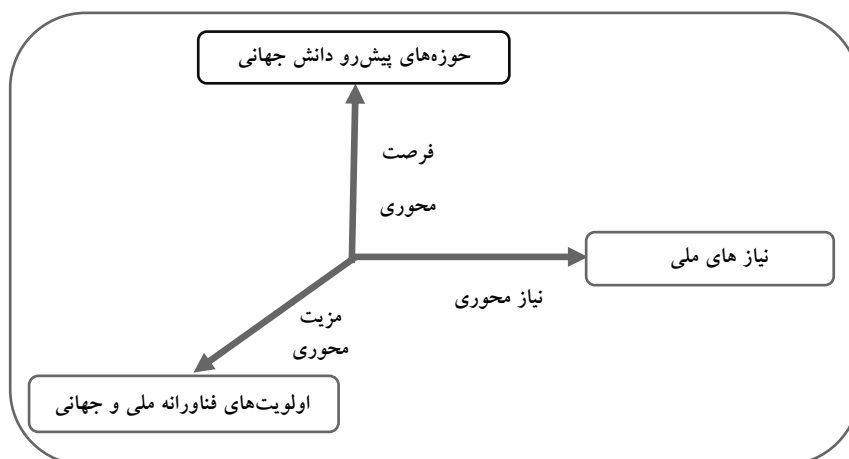 حوزه‌های پیش‌رو دانش جهانی
فرصت
محوری
نیاز های ملی
نیاز محوری
مزیت
محوری
اولویت‌های فناورانه ملی و جهانی